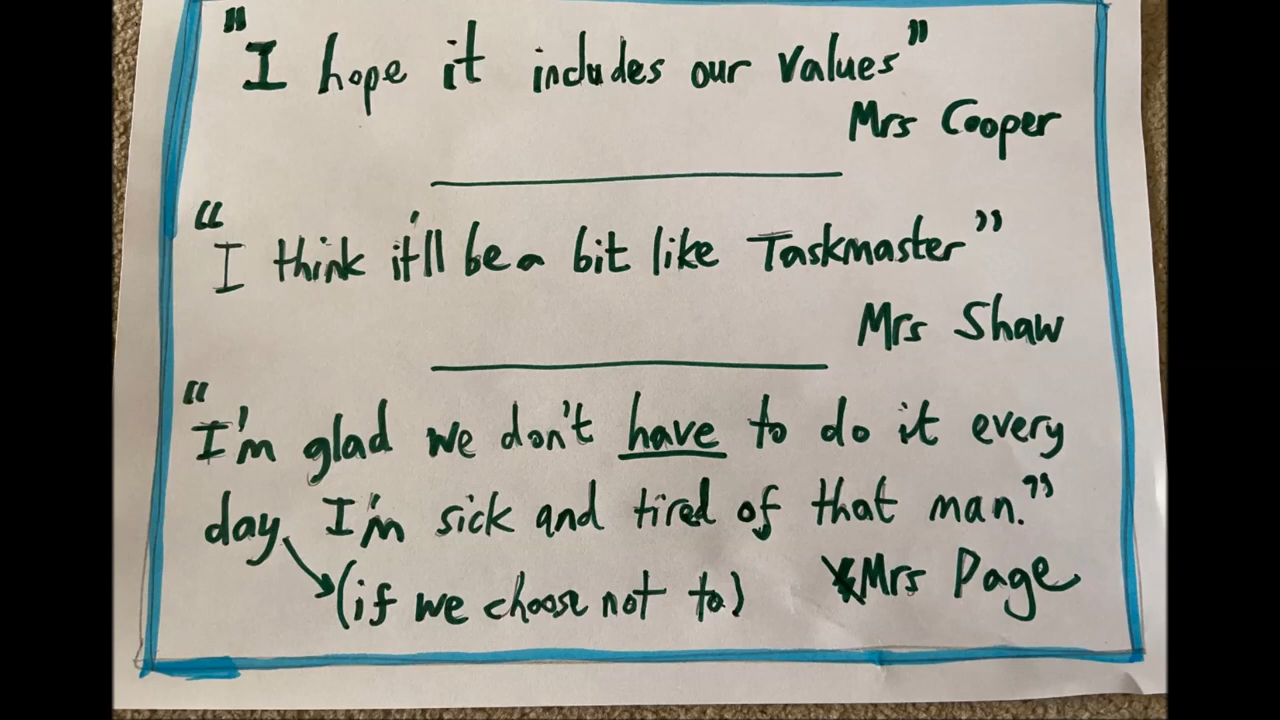 "I hope it includes our values"
Mrs Cooper
"I think it'll be a bit like Taskmaster"
Mrs Shaw
"I'm glad we don't have to do it every
day, I'm sick and tired of that man."
(if we choose not to) Mrs Page